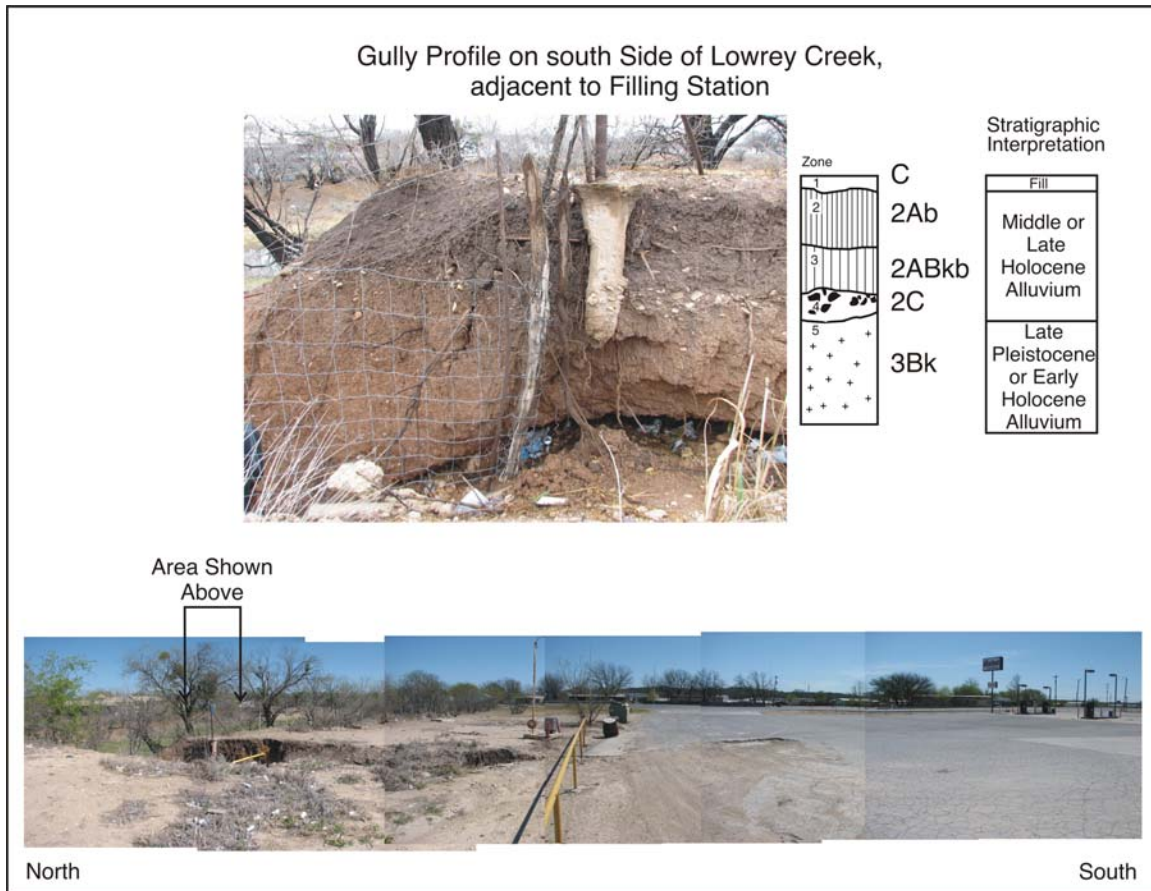 Gully Profile on south Side of Lowrey Creek,
adjacent to Filling Station
Zone
1
2
3
4
5
C
2Ab
2ABkb
2C
3Bk
Stratigraphic
Interpretation
Fill
Middle or
Late
Holocene
Alluvium
Late
Pleistocene
or Early
Holocene
Alluvium
Area Shown
Above
North
South